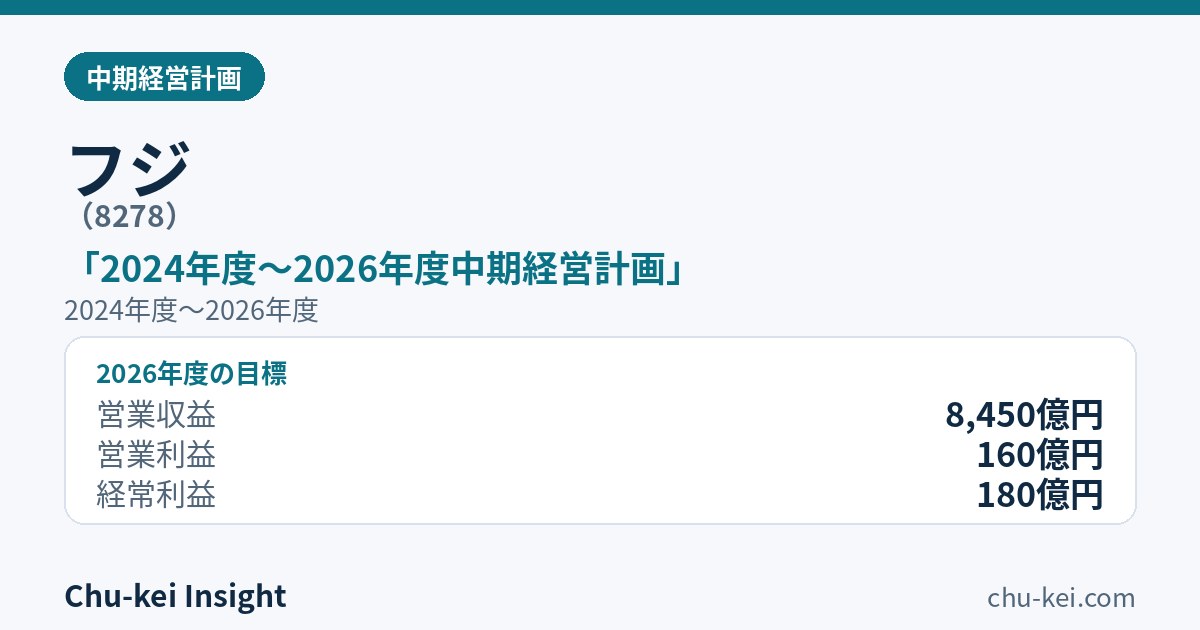 中期経営計画
フジ
（8278）
「2024年度～2026年度中期経営計画」
2024年度～2026年度
2026年度の目標
営業収益 8,450億円
営業利益 160億円
経常利益 180億円
Chu-kei Insight chu-kei.com